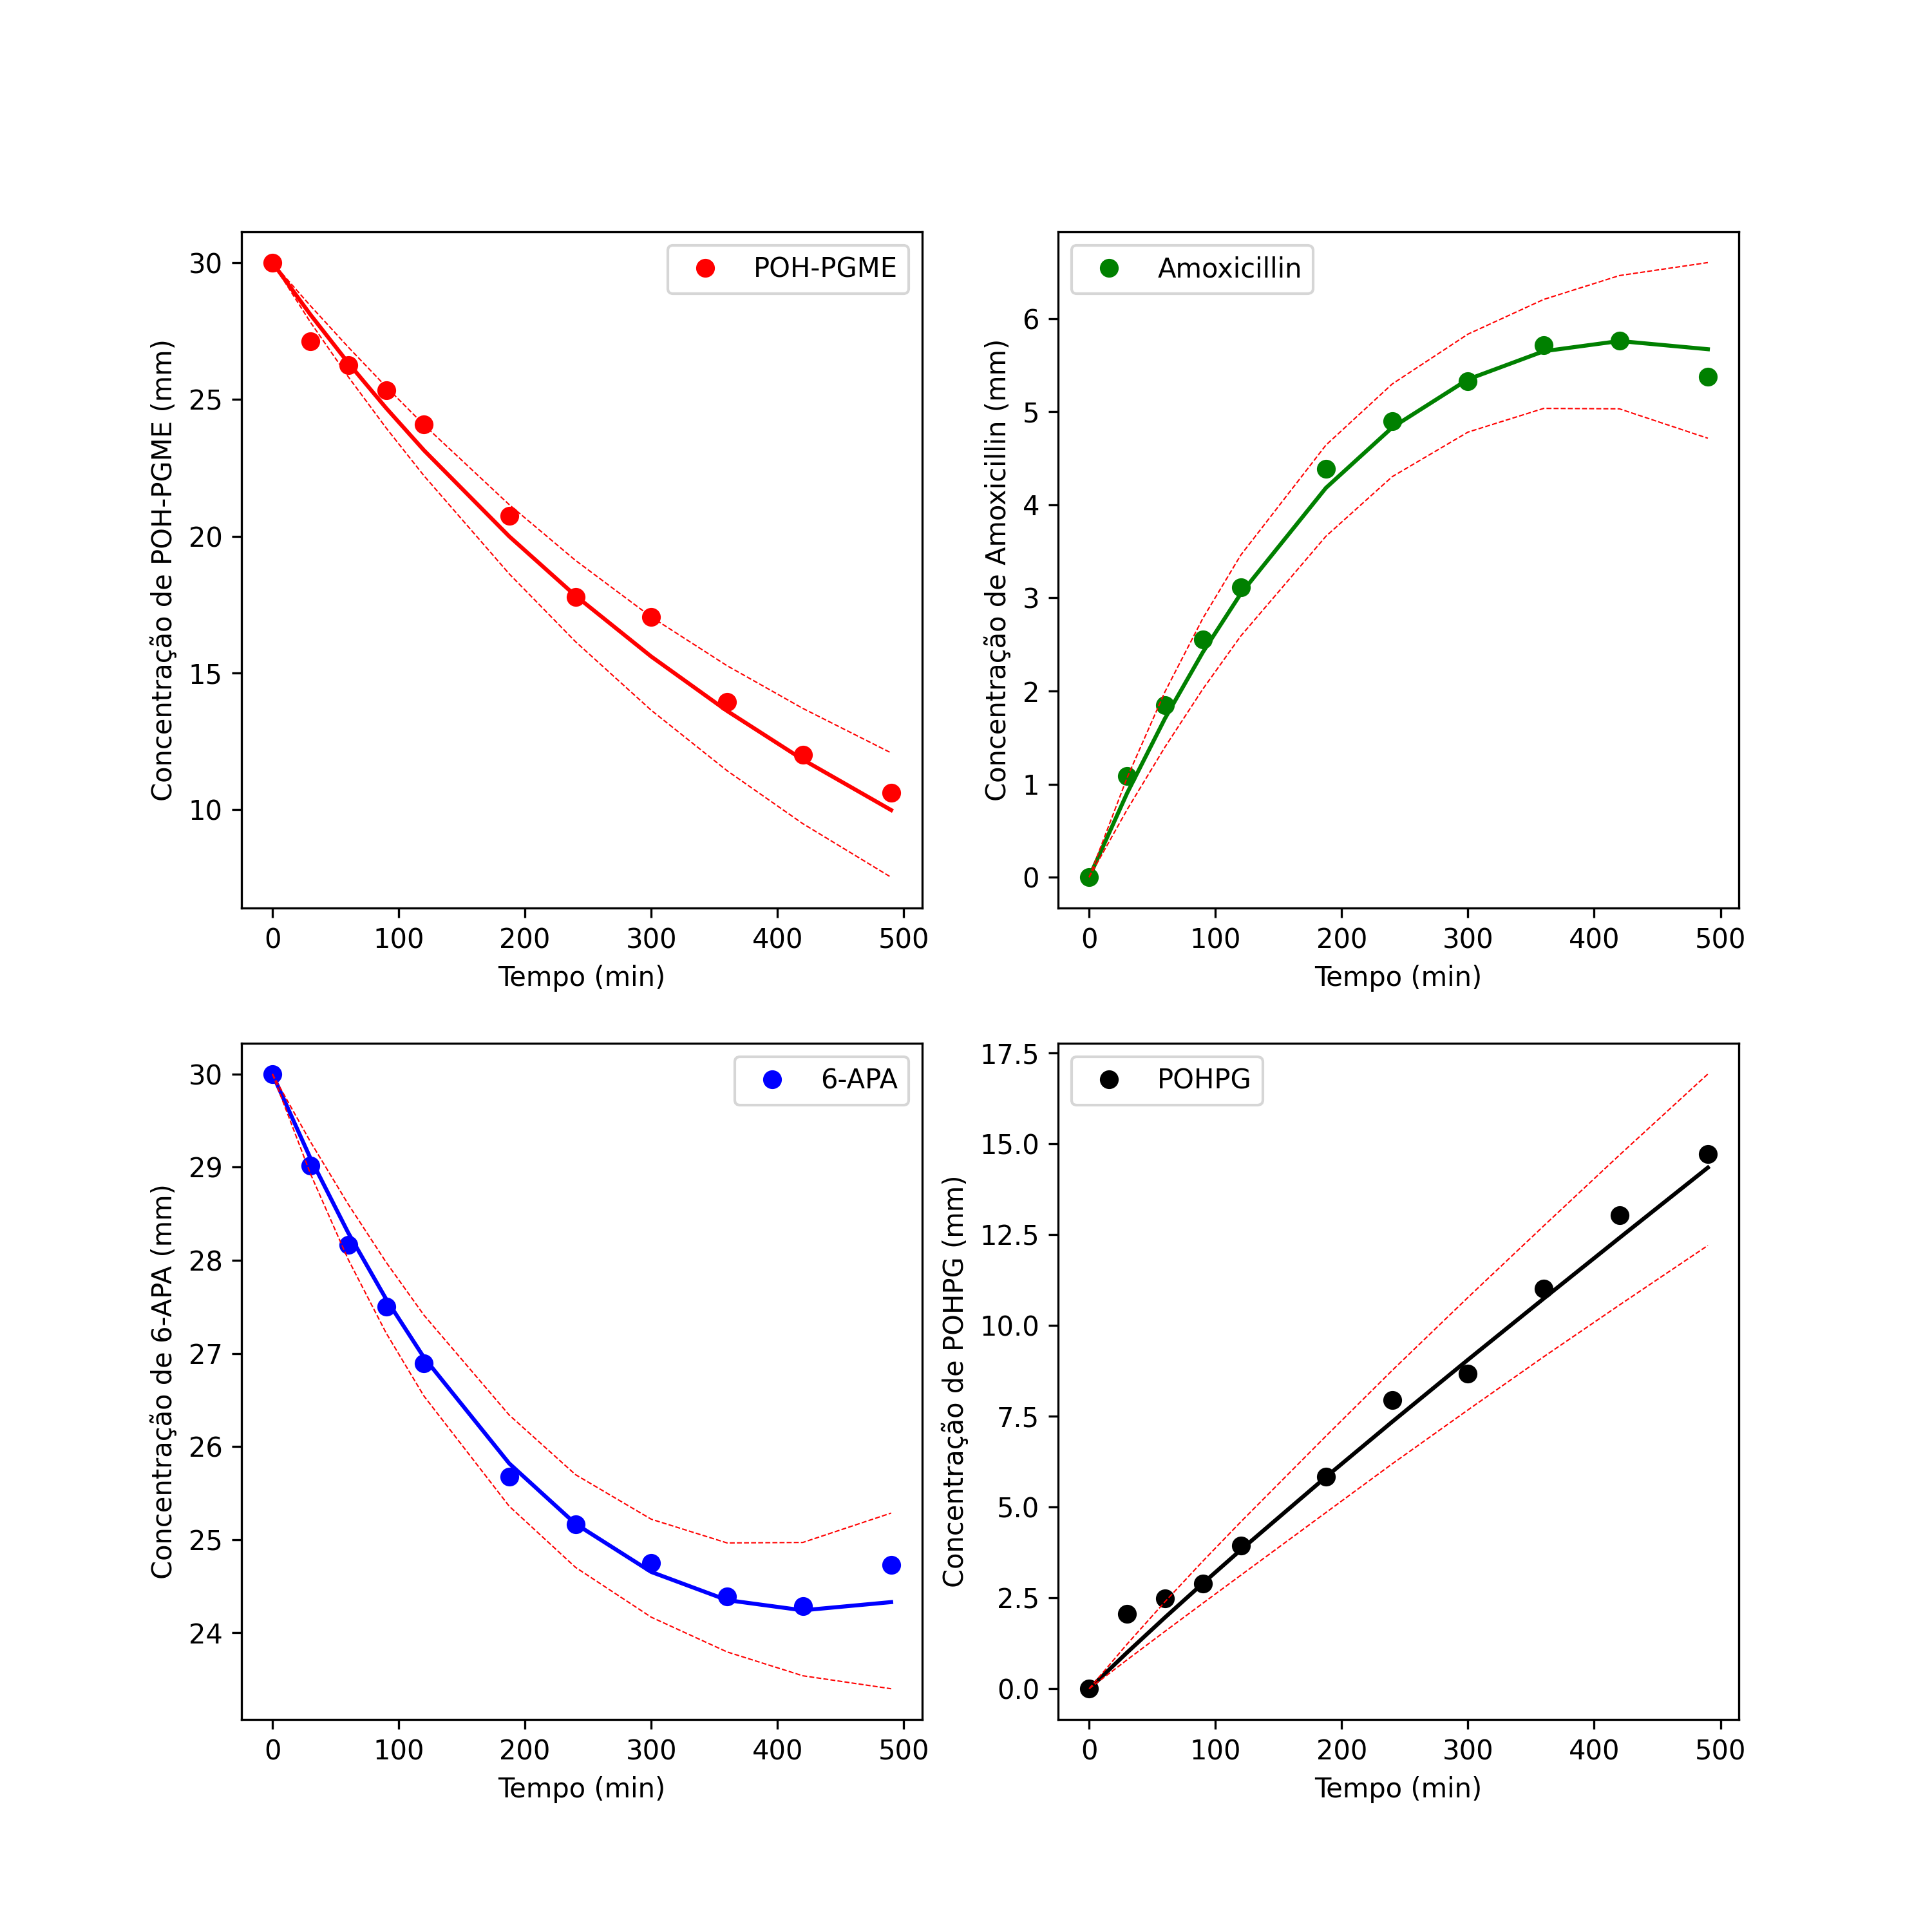 POH-PGME
Concentração de POH-PGME (mm)
30
25
20
15
10
0 100 200 300 400 500
Tempo (min)
Amoxicillin
Concentração de Amoxicillin (mm)
6
5
4
3
2
1
0
0 100 200 300 400 500
Tempo (min)
6-APA
Concentração de 6-APA (mm)
30
29
28
27
26
25
24
0 100 200 300 400 500
Tempo (min)
POHPG
Concentração de POHPG (mm)
17.5
15.0
12.5
10.0
7.5
5.0
2.5
0.0
0 100 200 300 400 500
Tempo (min)